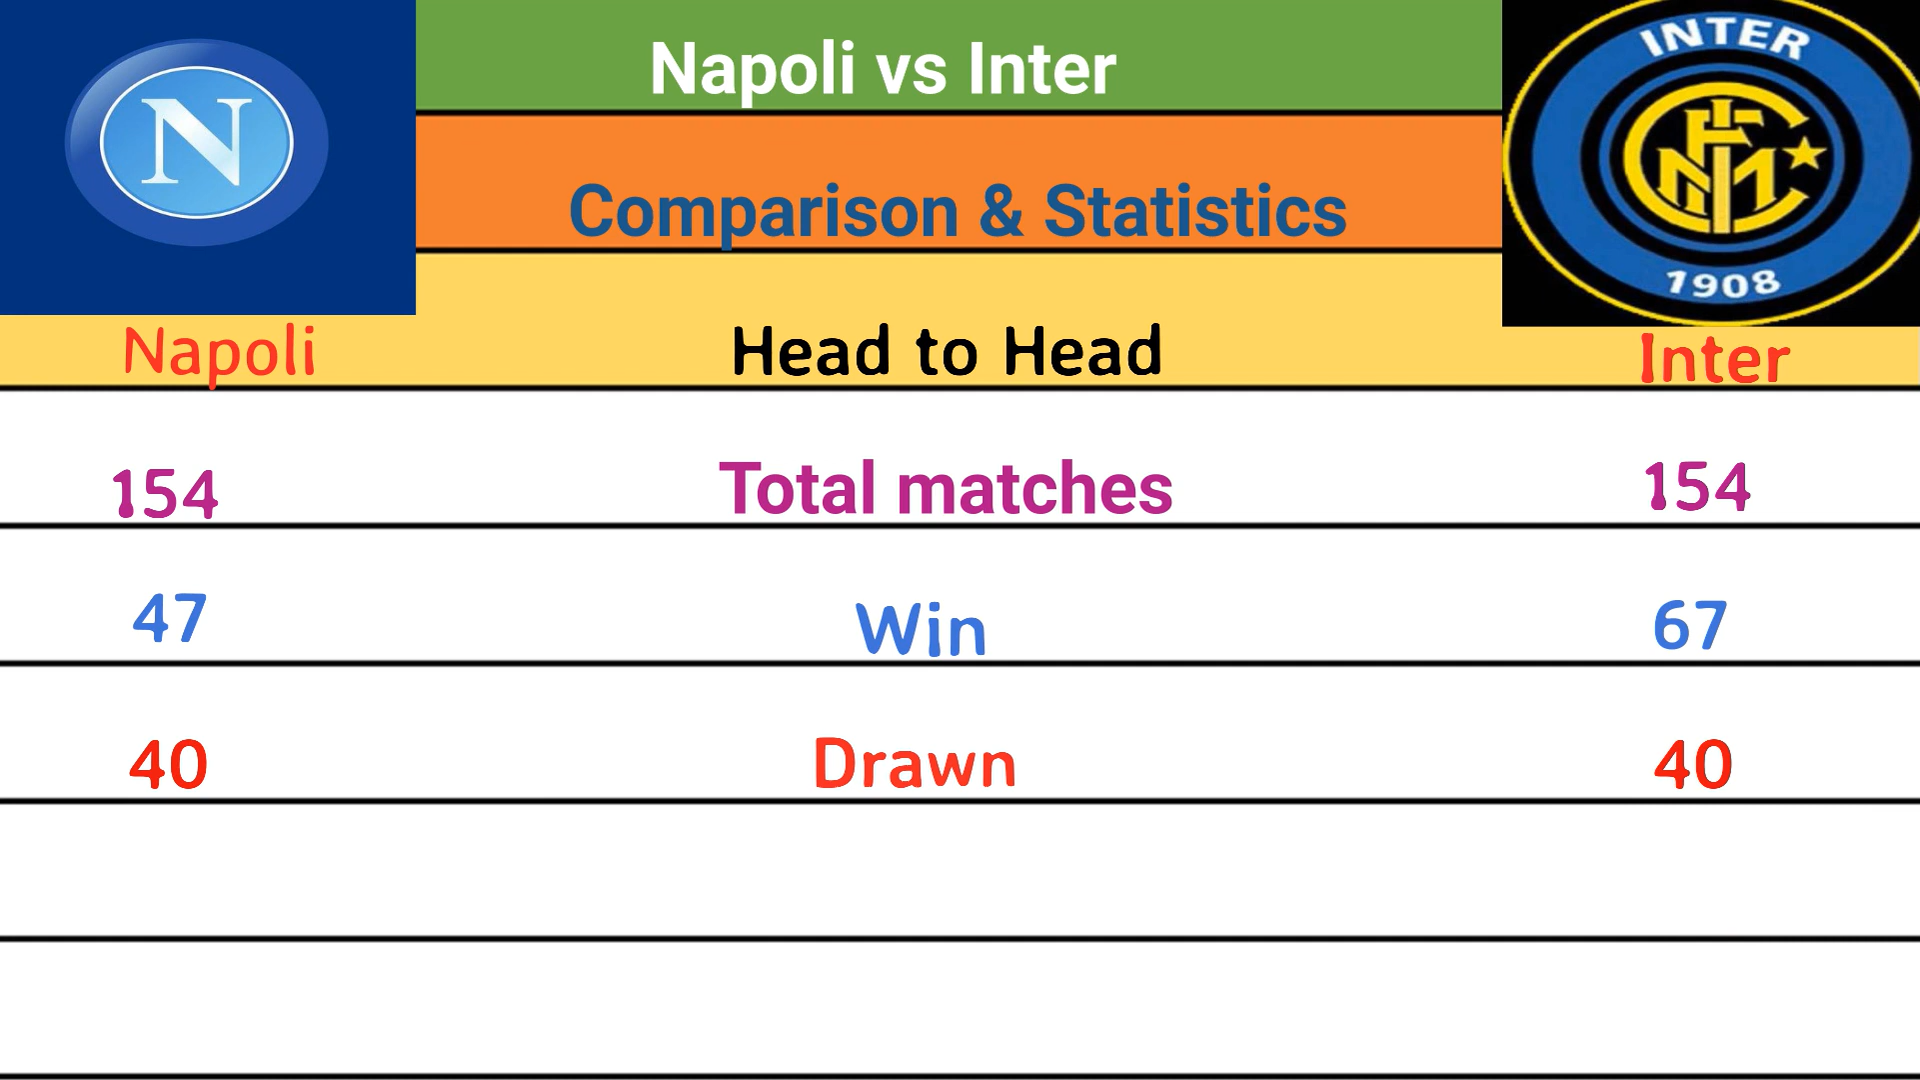 N
Napoli vs Inter
INTER
Comparison & Statistics
1908
Napoli Head to Head Inter
154 Total matches 154
47 Win 67
40 Drawn 40